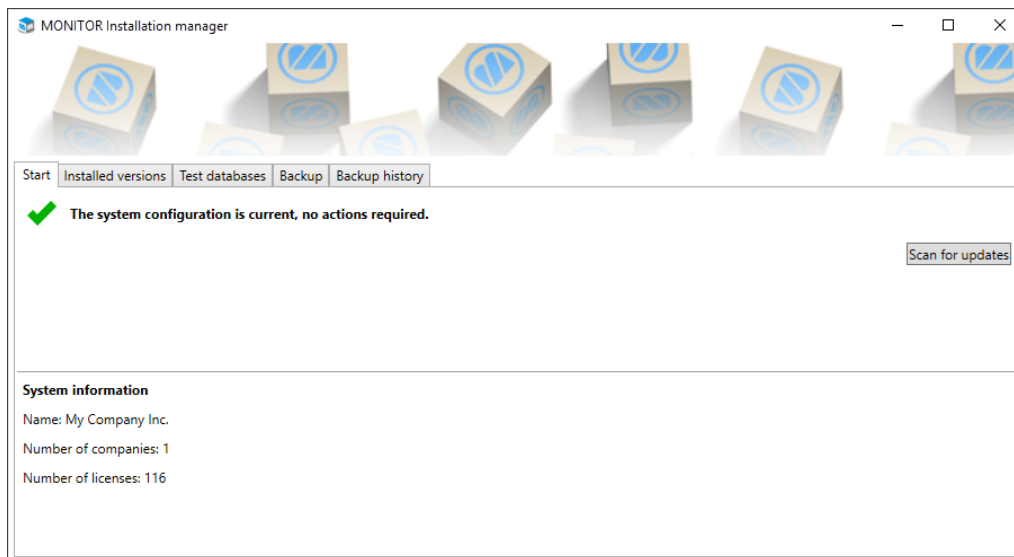 MONITOR Installation manager
Start Installed versions Test databases Backup Backup history
The system configuration is current, no actions required.
Scan for updates
System information
Name: My Company Inc.
Number of companies: 1
Number of licenses: 116